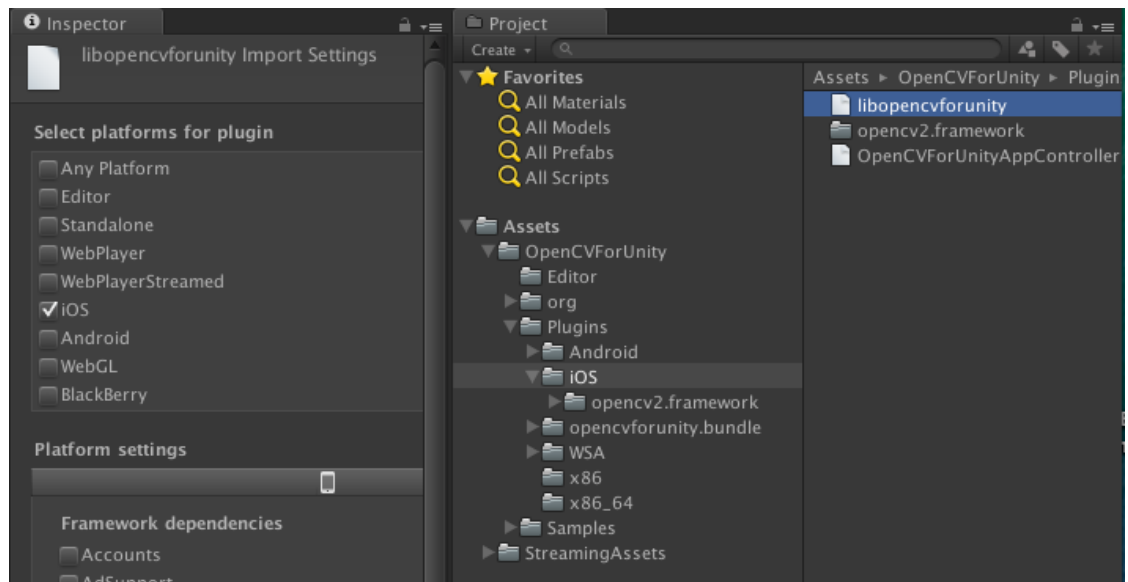 Inspector
libopencvforunity Import Settings
Select platforms for plugin
Any Platform
Editor
Standalone
WebPlayer
WebPlayerStreamed
iOS
Android
WebGL
BlackBerry
Platform settings
Framework dependencies
Accounts
AdSupport
Project
Create
Favorites
All Materials
All Models
All Prefabs
All Scripts
Assets
OpenCVForUnity
Editor
org
Plugins
Android
iOS
opencv2.framework
opencvforunity.bundle
WSA
x86
x86_64
Samples
StreamingAssets
Assets ▸ OpenCVForUnity ▸ Plugin
libopencvforunity
opencv2.framework
OpenCVForUnityAppController